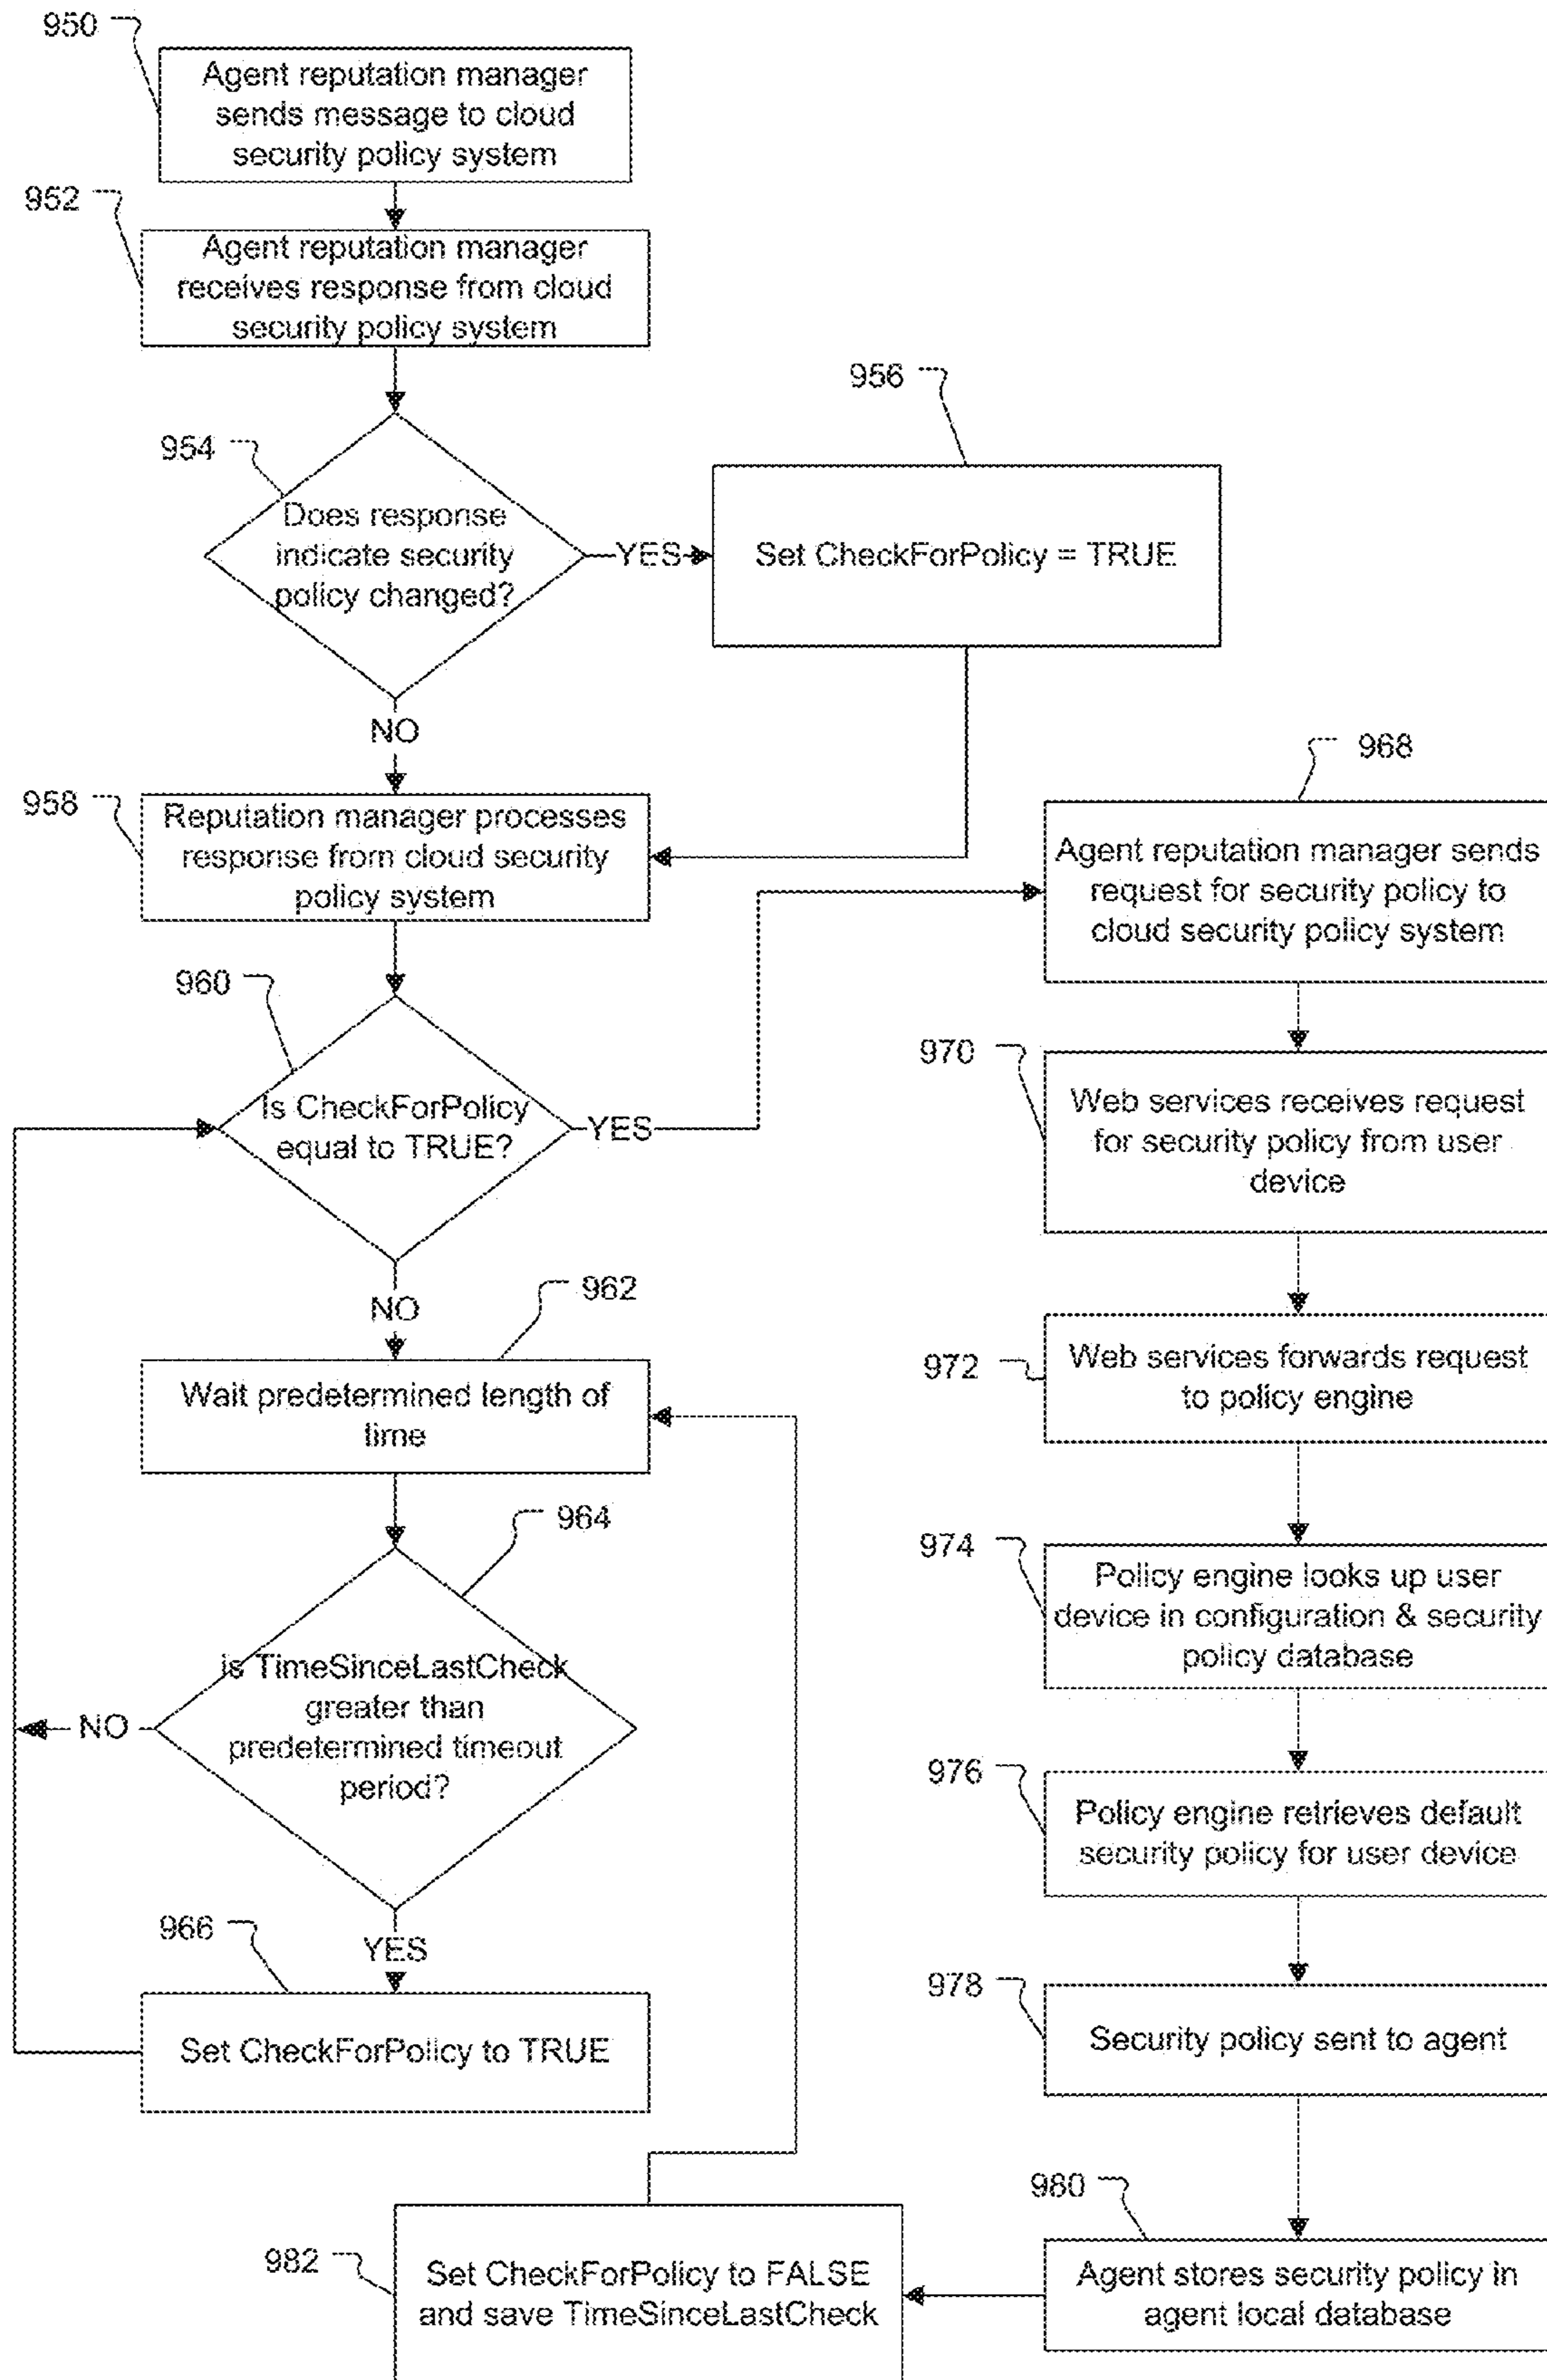 950
Agent reputation manager
sends message to cloud
security policy system
952
Agent reputation manager
receives response from cloud
security policy system
954
Does response
indicate security
policy changed?
YES
956
Set CheckForPolicy = TRUE
NO
958
Reputation manager processes
response from cloud security
policy system
960
Is CheckForPolicy
equal to TRUE?
YES
NO
962
Wait predetermined length of
time
964
is TimeSinceLastCheck
greater than
predetermined timeout
period?
NO
YES
966
Set CheckForPolicy to TRUE
968
Agent reputation manager sends
request for security policy to
cloud security policy system
970
Web services receives request
for security policy from user
device
972
Web services forwards request
to policy engine
974
Policy engine looks up user
device in configuration & security
policy database
976
Policy engine retrieves default
security policy for user device
978
Security policy sent to agent
980
Agent stores security policy in
agent local database
982
Set CheckForPolicy to FALSE
and save TimeSinceLastCheck